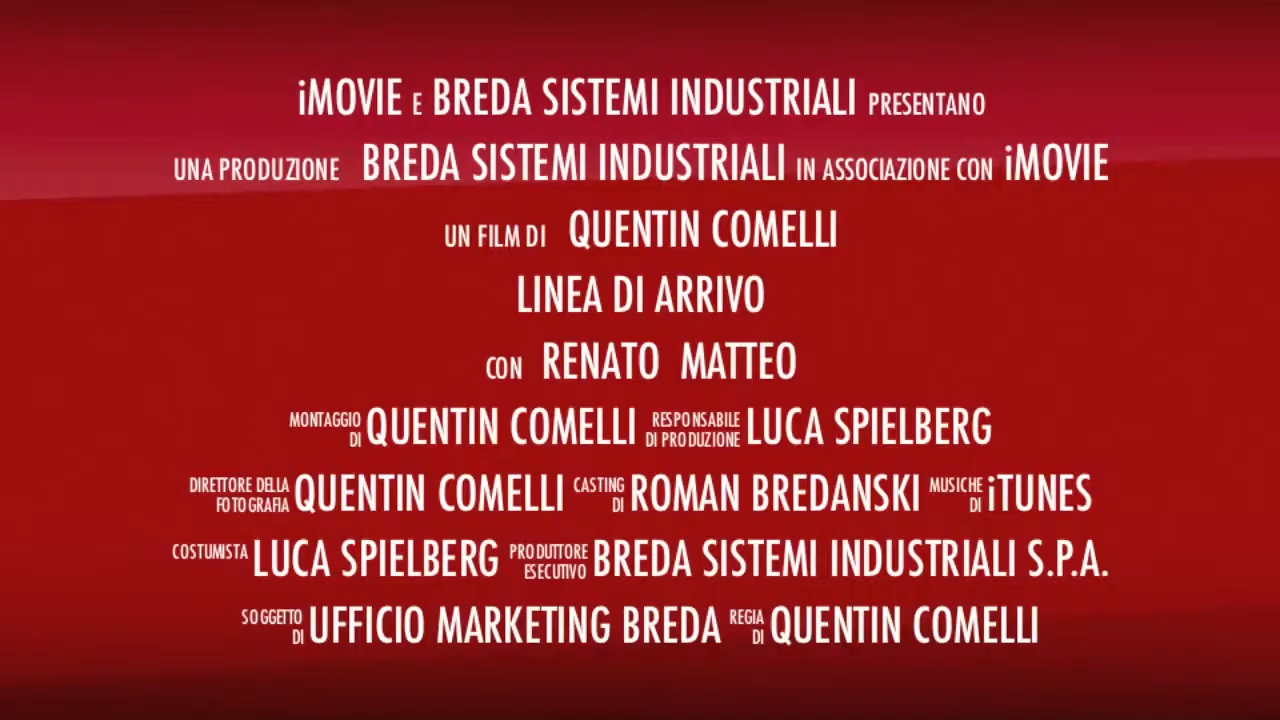 iMOVIE E BREDA SISTEMI INDUSTRIALI PRESENTANO
UNA PRODUZIONE BREDA SISTEMI INDUSTRIALI IN ASSOCIAZIONE CON iMOVIE
UN FILM DI QUENTIN COMELLI
LINEA DI ARRIVO
CON RENATO MATTEO
MONTAGGIO DI QUENTIN COMELLI RESPONSABILE DI PRODUZIONE LUCA SPIELBERG
DIRETTORE DELLA FOTOGRAFIA QUENTIN COMELLI CASTING DI ROMAN BREDANSKI MUSICHE DI iTUNES
COSTUMISTA LUCA SPIELBERG PRODUTTORE ESECUTIVO BREDA SISTEMI INDUSTRIALI S.P.A.
SOGGETTO DI UFFICIO MARKETING BREDA REGIA DI QUENTIN COMELLI